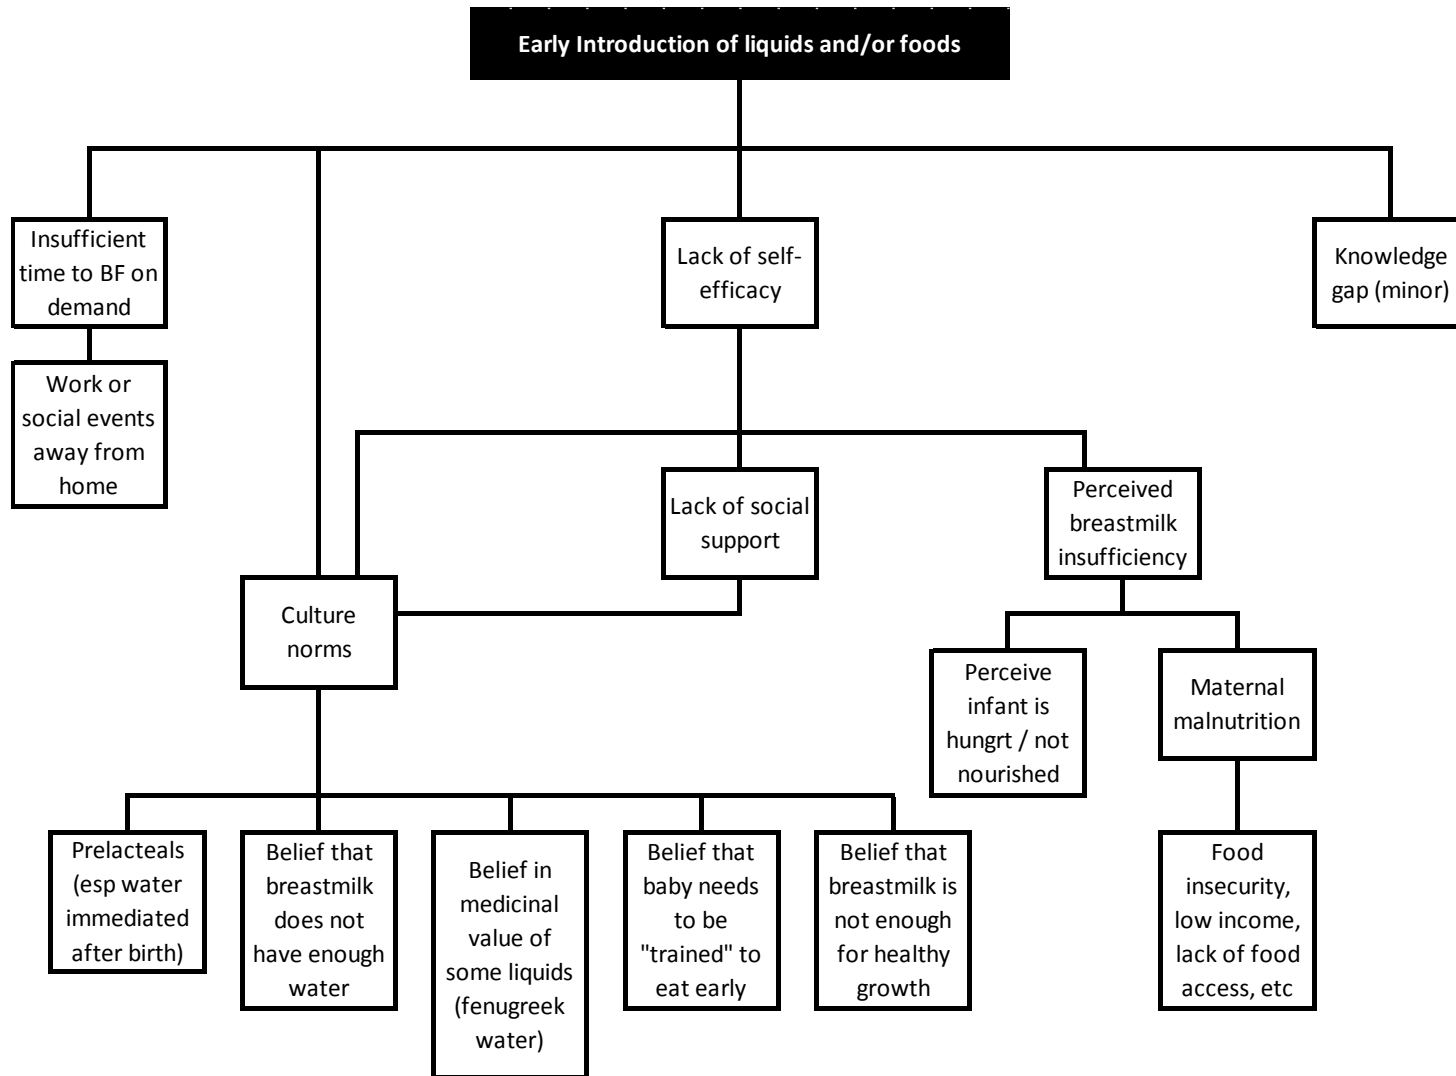 Early Introduction of liquids and/or foods
Insufficient
time to BF on
demand
Lack of self-
efficacy
Knowledge
gap (minor)
Work or
social events
away from
home
Lack of social
support
Perceived
breastmilk
insufficiency
Culture
norms
Perceive
infant is
hungrt / not
nourished
Maternal
malnutrition
Prelacteals
(esp water
immediated
after birth)
Belief that
breastmilk
does not
have enough
water
Belief in
medicinal
value of
some liquids
(fenugreek
water)
Belief that
baby needs
to be
"trained" to
eat early
Belief that
breastmilk is
not enough
for healthy
growth
Food
insecurity,
low income,
lack of food
access, etc